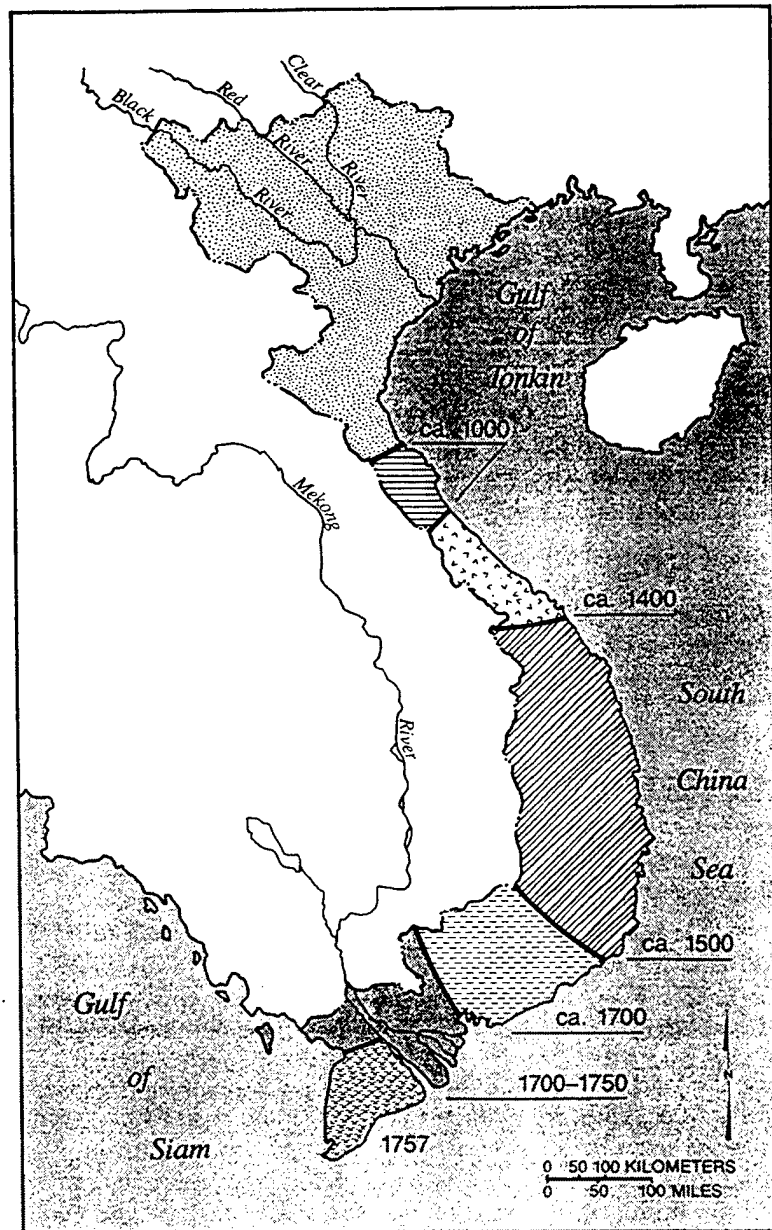 Clear
River
Red
River
Black
River
Gulf
of
Tonkin
ca. 1000
Mekong
River
ca. 1400
South
China
Sea
ca. 1500
Gulf
of
Siam
ca. 1700
1700–1750
1757
N
0 50 100 KILOMETERS
0 50 100 MILES